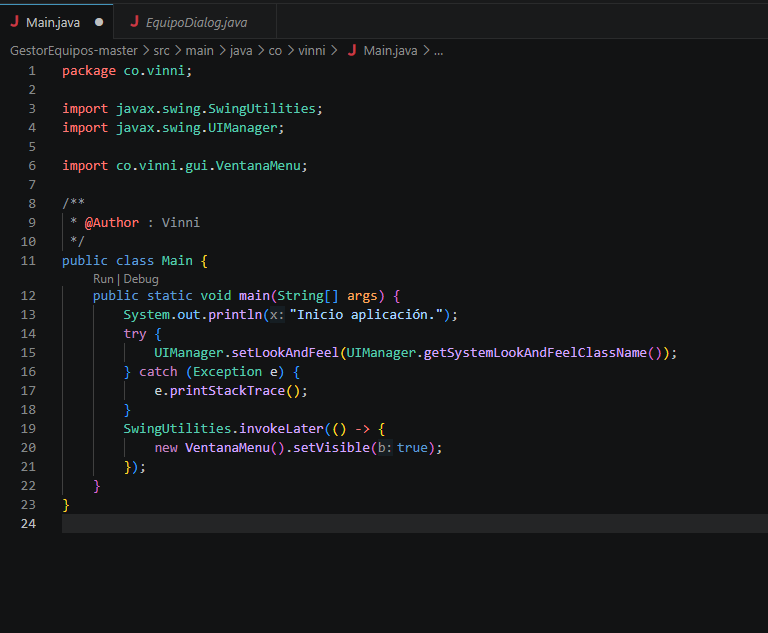 Main.java ● EquipoDialog.java
GestorEquipos-master > src > main > java > co > vinni > Main.java > ...
1 package co.vinni;
2
3 import javax.swing.SwingUtilities;
4 import javax.swing.UIManager;
5
6 import co.vinni.gui.VentanaMenu;
7
8 /**
9  * @Author : Vinni
10  */
11 public class Main {
Run | Debug
12     public static void main(String[] args) {
13         System.out.println(x: "Inicio aplicación.");
14         try {
15             UIManager.setLookAndFeel(UIManager.getSystemLookAndFeelClassName());
16         } catch (Exception e) {
17             e.printStackTrace();
18         }
19         SwingUtilities.invokeLater(() -> {
20             new VentanaMenu().setVisible(b: true);
21         });
22     }
23 }
24